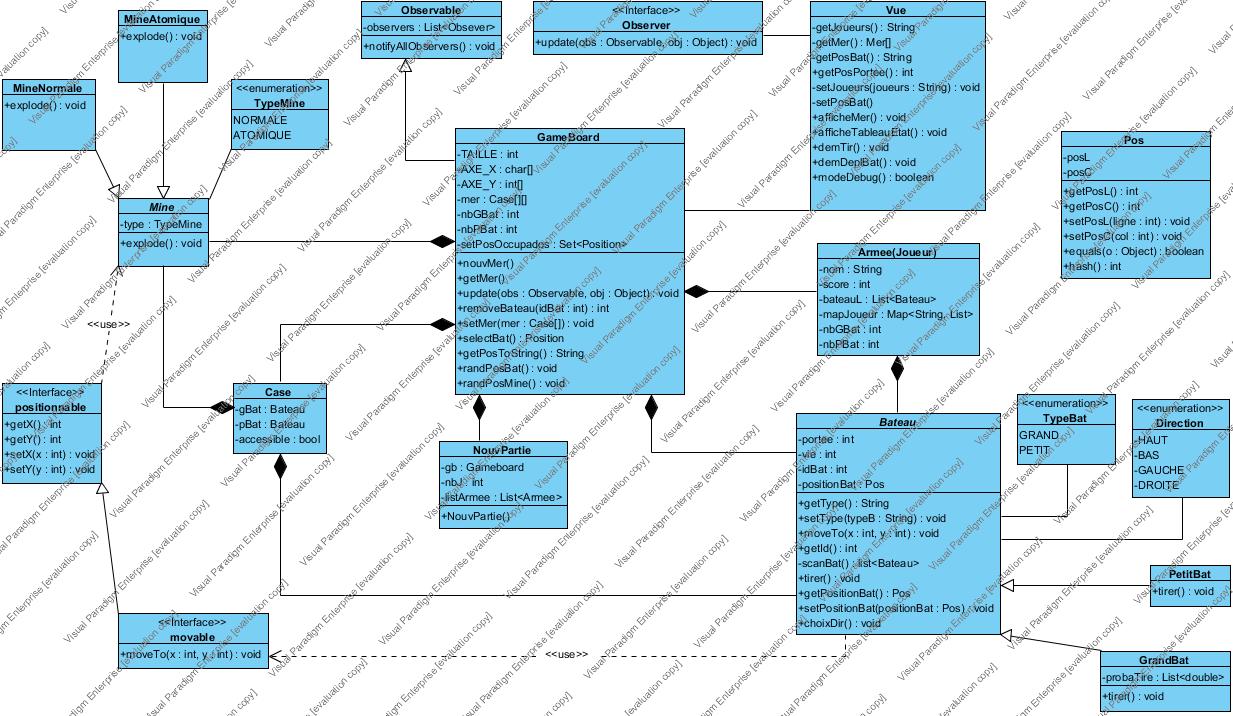 MineAtomique
+explode() : void
MineNormale
+explode() : void
<<enumeration>>
TypeMine
NORMALE
ATOMIQUE
Mine
-type : TypeMine
+explode() : void
Observable
-observers : List<Obsever>
+notifyAllObservers() : void
<<Interface>>
Observer
+update(obs : Observable, obj : Object) : void
Vue
-getJoueurs() : String
-getMer() : Mer[]
-getPosBat() : String
+getPosPortee() : int
-setJoueurs(joueurs : String) : void
-setPosBat()
+afficheMer() : void
+afficheTableauEtat() : void
+demTir() : void
+demDeplBat() : void
+modeDebug() : boolean
Pos
-posL
-posC
+getPosL() : int
+getPosC() : int
+setPosL(ligne : int) : void
+setPosC(col : int) : void
+equals(o : Object) : boolean
+hash() : int
GameBoard
-TAILLE : int
-AXE_X : char[]
-AXE_Y : int[]
-mer : Case[][]
-nbGBat : int
-nbPBat : int
-setPosOccupados : Set<Position>
+nouvMer()
+getMer()
+update(obs : Observable, obj : Object) : void
+removeBateau(idBat : int) : int
+setMer(mer : Case[]) : void
+selectBat() : Position
+getPosToString() : String
+randPosBat() : void
+randPosMine() : void
Armee(Joueur)
-nom : String
-score : int
-bateauL : List<Bateau>
-mapJoueur : Map<String, List>
-nbGBat : int
-nbPBat : int
<<use>>
<<Interface>>
positionnable
+getX() : int
+getY() : int
+setX(x : int) : void
+setY(y : int) : void
Case
-gBat : Bateau
-pBat : Bateau
-accessible : bool
NouvPartie
-gb : Gameboard
-nbJ : int
-listArmee : List<Armee>
+NouvPartie()
Bateau
-portee : int
-vie : int
-idBat : int
-positionBat : Pos
+getType() : String
+setType(typeB : String) : void
+moveTo(x : int, y : int) : void
+getId() : int
-scanBat() : List<Bateau>
+tirer() : void
+getPositionBat() : Pos
+setPositionBat(positionBat : Pos) : void
+choixDir() : void
<<enumeration>>
TypeBat
GRAND
PETIT
<<enumeration>>
Direction
-HAUT
-BAS
-GAUCHE
-DROITE
PetitBat
+tirer() : void
GrandBat
-probaTire : List<double>
+tirer() : void
<<Interface>>
movable
+moveTo(x : int, y : int) : void
<<use>>
Visual Paradigm Enterprise [evaluation copy]